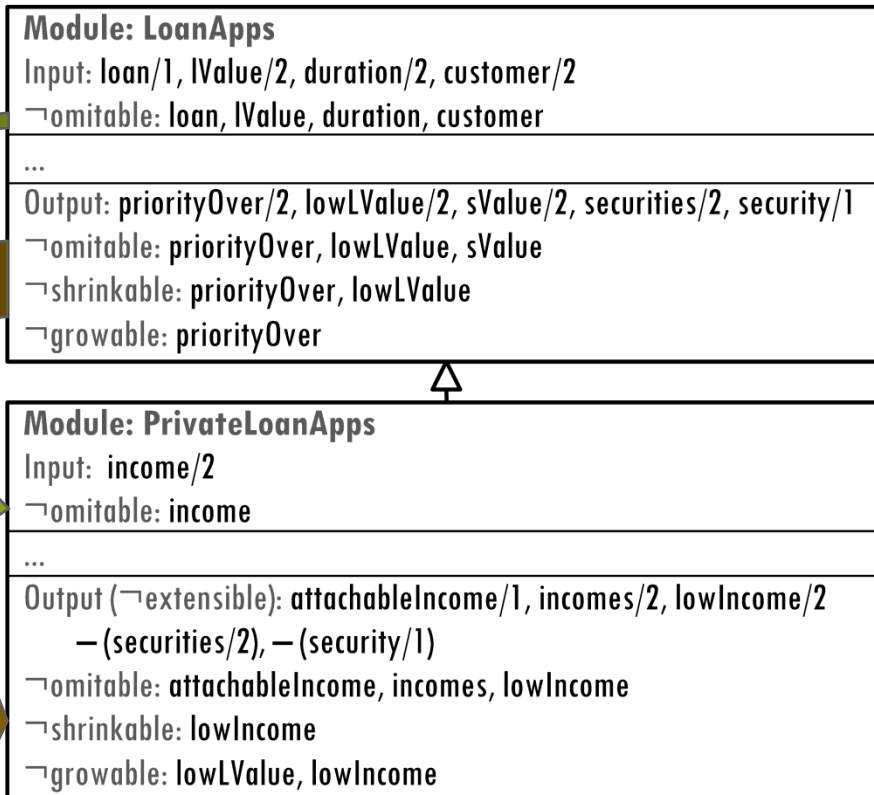 Module: LoanApps
Input: loan/1, lValue/2, duration/2, customer/2
¬omitable: loan, lValue, duration, customer
...
Output: priorityOver/2, lowLValue/2, sValue/2, securities/2, security/1
¬omitable: priorityOver, lowLValue, sValue
¬shrinkable: priorityOver, lowLValue
¬growable: priorityOver
Module: PrivateLoanApps
Input: income/2
¬omitable: income
...
Output (¬extensible): attachableIncome/1, incomes/2, lowIncome/2
– (securities/2), – (security/1)
¬omitable: attachableIncome, incomes, lowIncome
¬shrinkable: lowIncome
¬growable: lowLValue, lowIncome